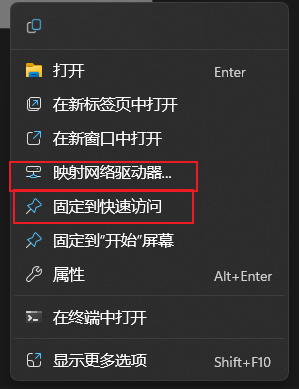 打开 Enter
在新标签页中打开
在新窗口中打开
映射网络驱动器...
固定到快速访问
固定到"开始"屏幕
属性 Alt+Enter
在终端中打开
显示更多选项 Shift+F10